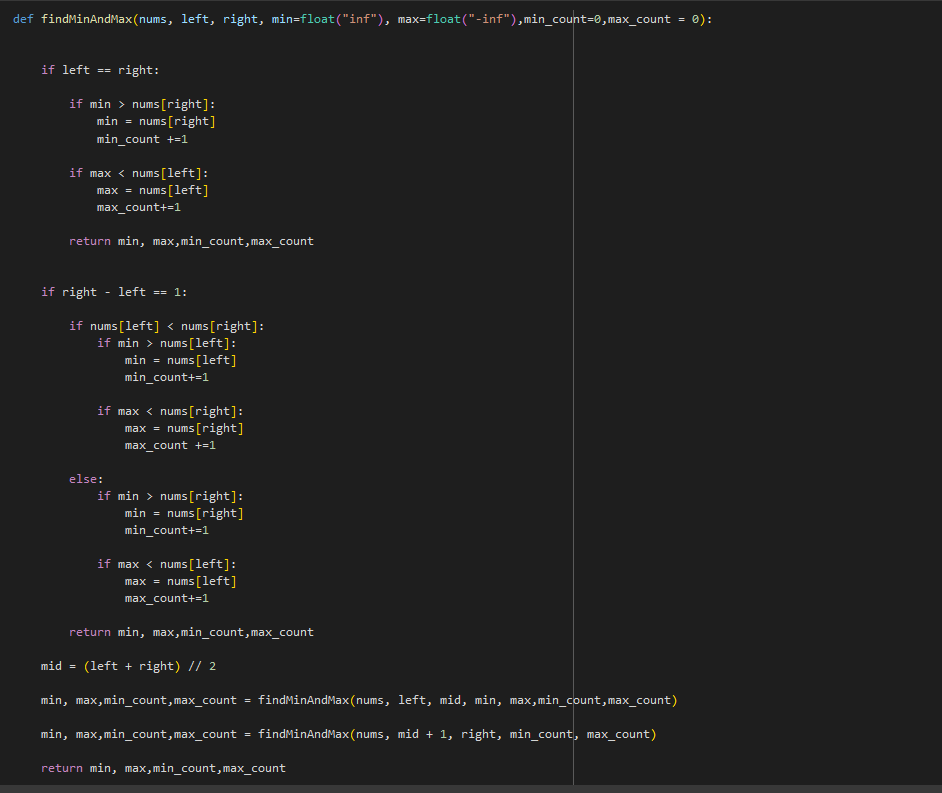 def findMinAndMax(nums, left, right, min=float("inf"), max=float("-inf"),min_count=0,max_count = 0):
    if left == right:
        if min > nums[right]:
            min = nums[right]
            min_count +=1
        if max < nums[left]:
            max = nums[left]
            max_count+=1
        return min, max,min_count,max_count
    if right - left == 1:
        if nums[left] < nums[right]:
            if min > nums[left]:
                min = nums[left]
                min_count+=1
            if max < nums[right]:
                max = nums[right]
                max_count +=1
        else:
            if min > nums[right]:
                min = nums[right]
                min_count+=1
            if max < nums[left]:
                max = nums[left]
                max_count+=1
        return min, max,min_count,max_count
    mid = (left + right) // 2
    min, max,min_count,max_count = findMinAndMax(nums, left, mid, min, max,min_count,max_count)
    min, max,min_count,max_count = findMinAndMax(nums, mid + 1, right, min_count, max_count)
    return min, max,min_count,max_count